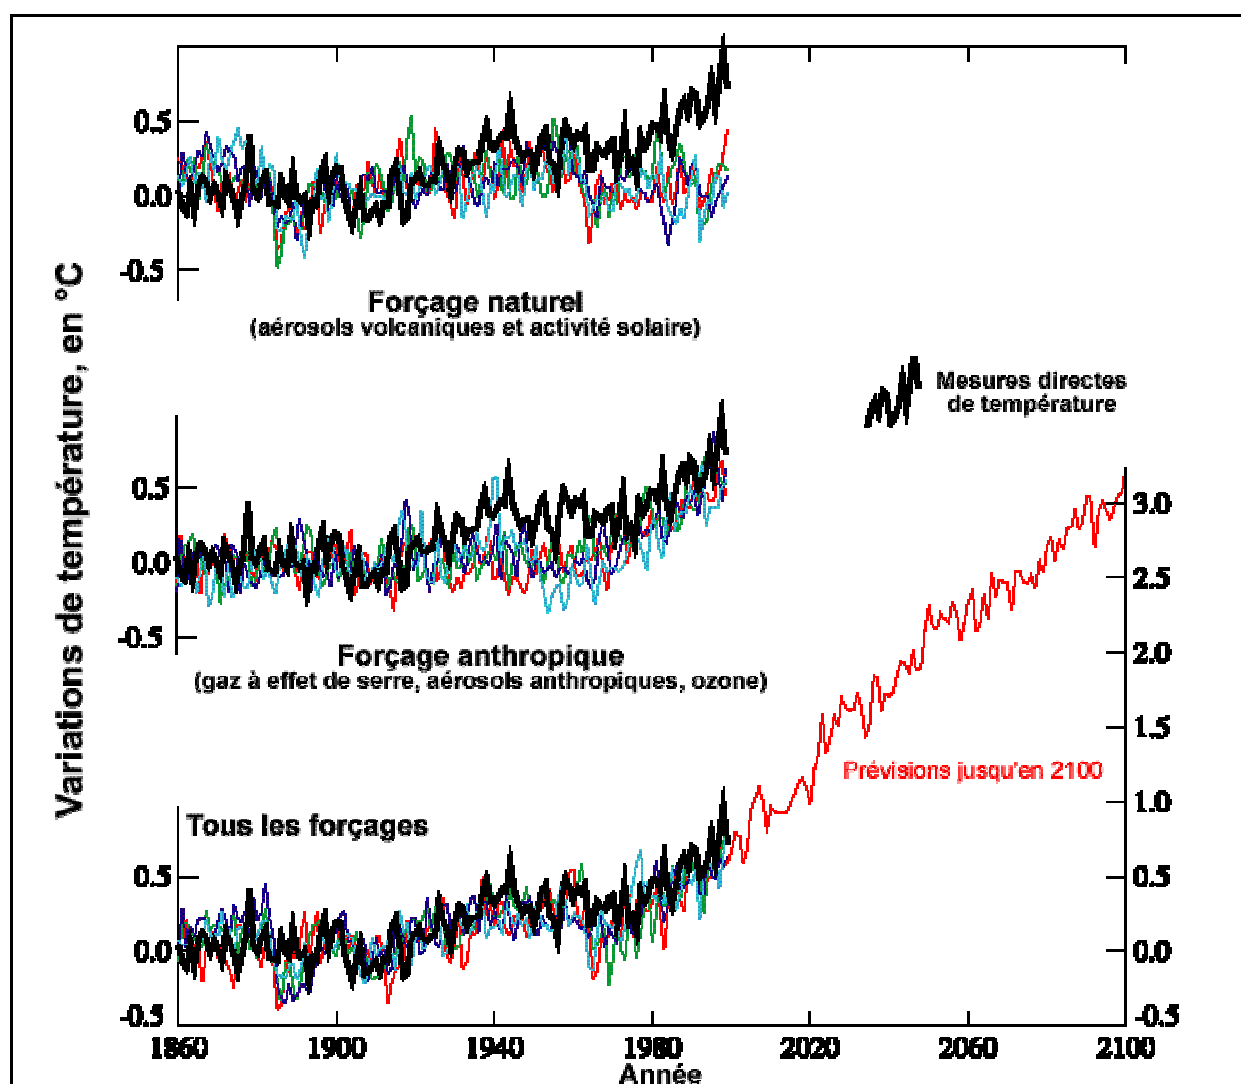 Variations de température, en °C
0.5
0.0
-0.5
Forçage naturel
(aérosols volcaniques et activité solaire)
Mesures directes
de température
0.5
0.0
-0.5
Forçage anthropique
(gaz à effet de serre, aérosols anthropiques, ozone)
3.0
2.5
2.0
1.5
1.0
0.5
0.0
-0.5
Prévisions jusqu'en 2100
Tous les forçages
0.5
0.0
-0.5
1860 1900 1940 1980 2020 2060 2100
Année